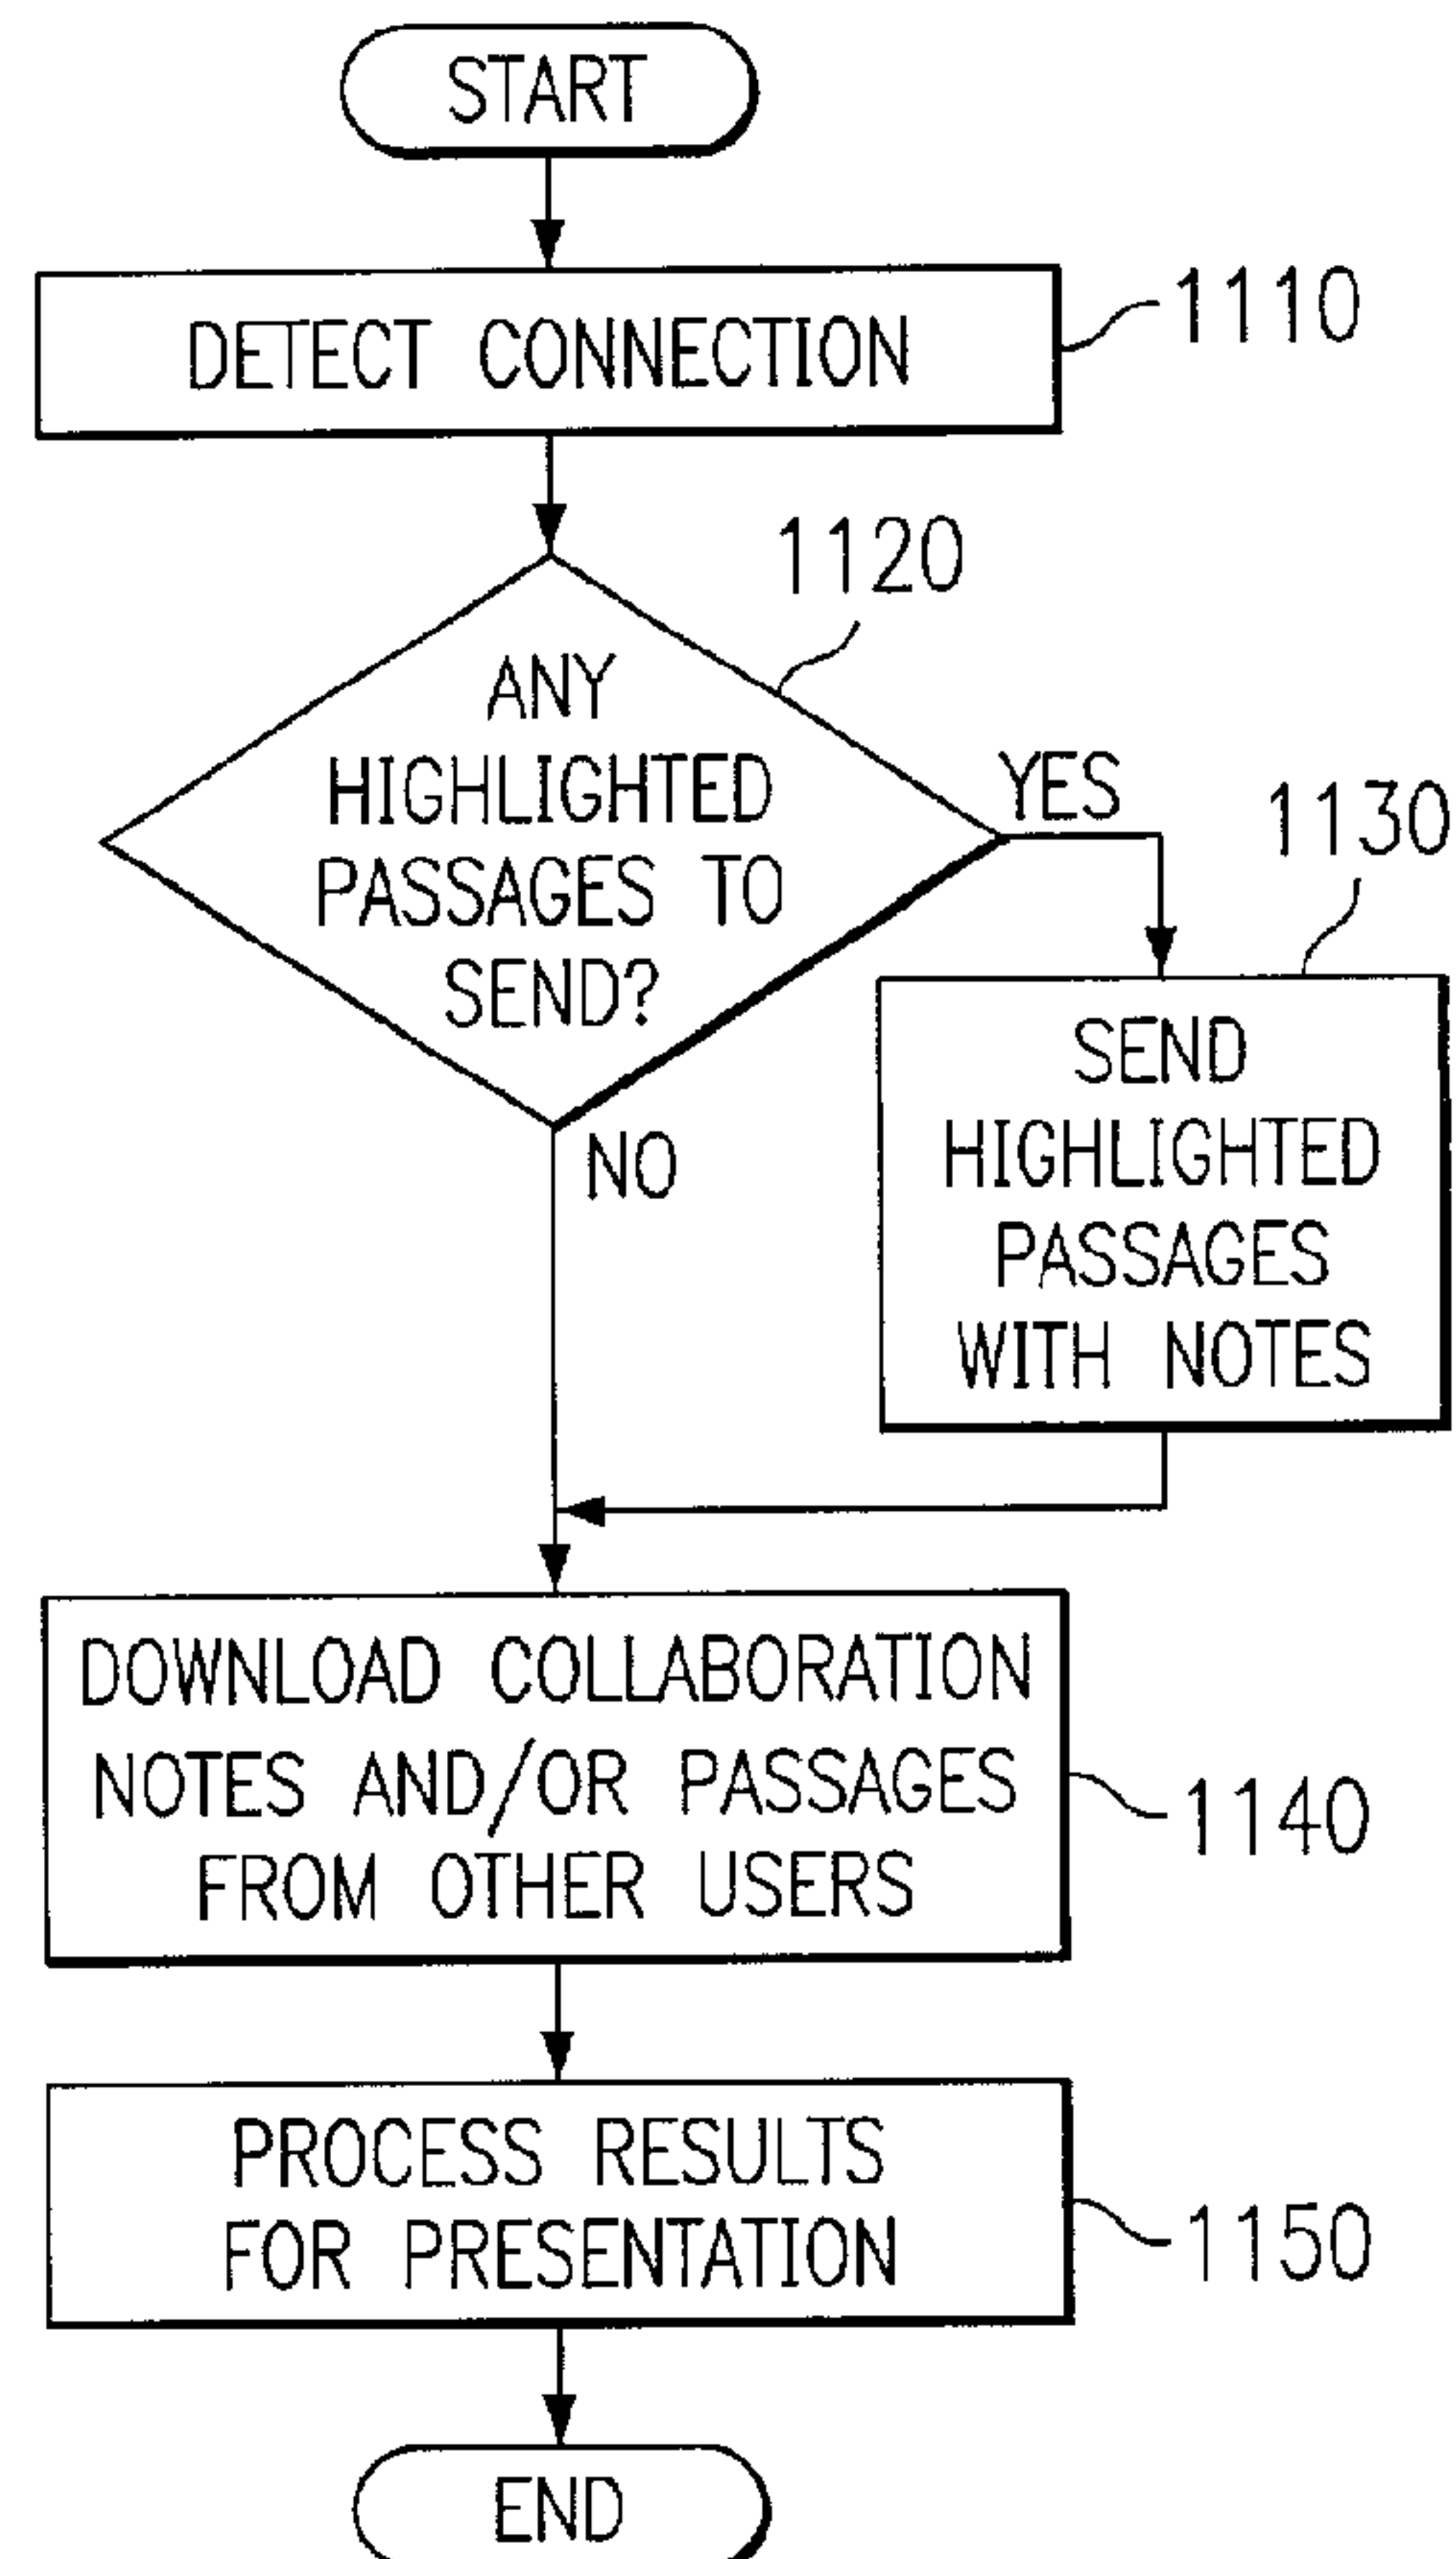 START
DETECT CONNECTION
1110
1120
ANY
HIGHLIGHTED
PASSAGES TO
SEND?
YES
1130
NO
SEND
HIGHLIGHTED
PASSAGES
WITH NOTES
DOWNLOAD COLLABORATION
NOTES AND/OR PASSAGES
FROM OTHER USERS
1140
PROCESS RESULTS
FOR PRESENTATION
1150
END